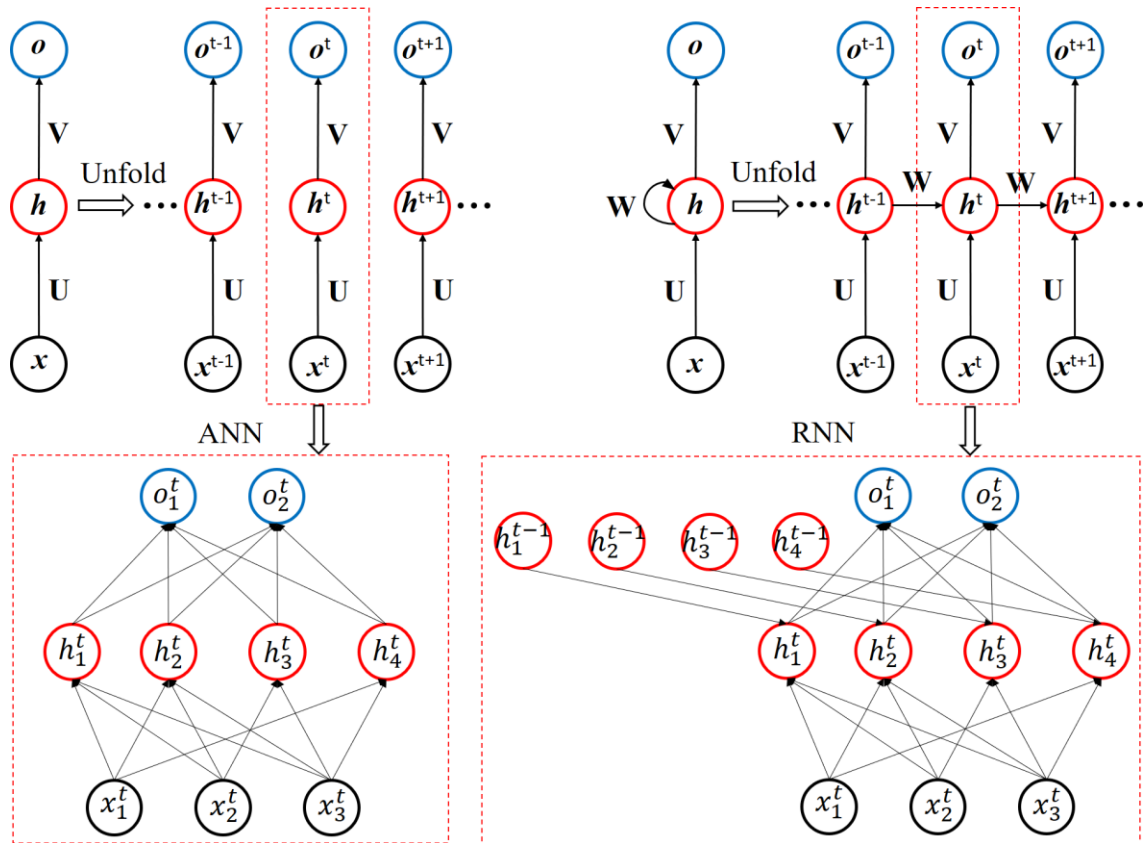 o o^{t-1} o^t o^{t+1} o o^{t-1} o^t o^{t+1}
V V V V V V V V
Unfold Unfold
h ... h^{t-1} h^t h^{t+1} ... W h ... h^{t-1} W h^t W h^{t+1} ...
U U U U U U U U
x x^{t-1} x^t x^{t+1} x x^{t-1} x^t x^{t+1}
ANN RNN
o_1^t o_2^t o_1^t o_2^t
h_1^{t-1} h_2^{t-1} h_3^{t-1} h_4^{t-1}
h_1^t h_2^t h_3^t h_4^t h_1^t h_2^t h_3^t h_4^t
x_1^t x_2^t x_3^t x_1^t x_2^t x_3^t